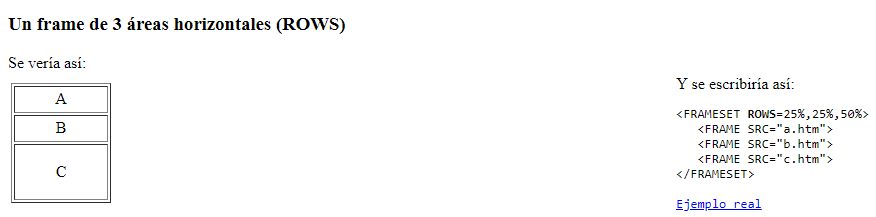 Un frame de 3 áreas horizontales (ROWS)
Se vería así:
A
B
C
Y se escribiría así:
<FRAMESET ROWS=25%,25%,50%>
   <FRAME SRC="a.htm">
   <FRAME SRC="b.htm">
   <FRAME SRC="c.htm">
</FRAMESET>
Ejemplo real